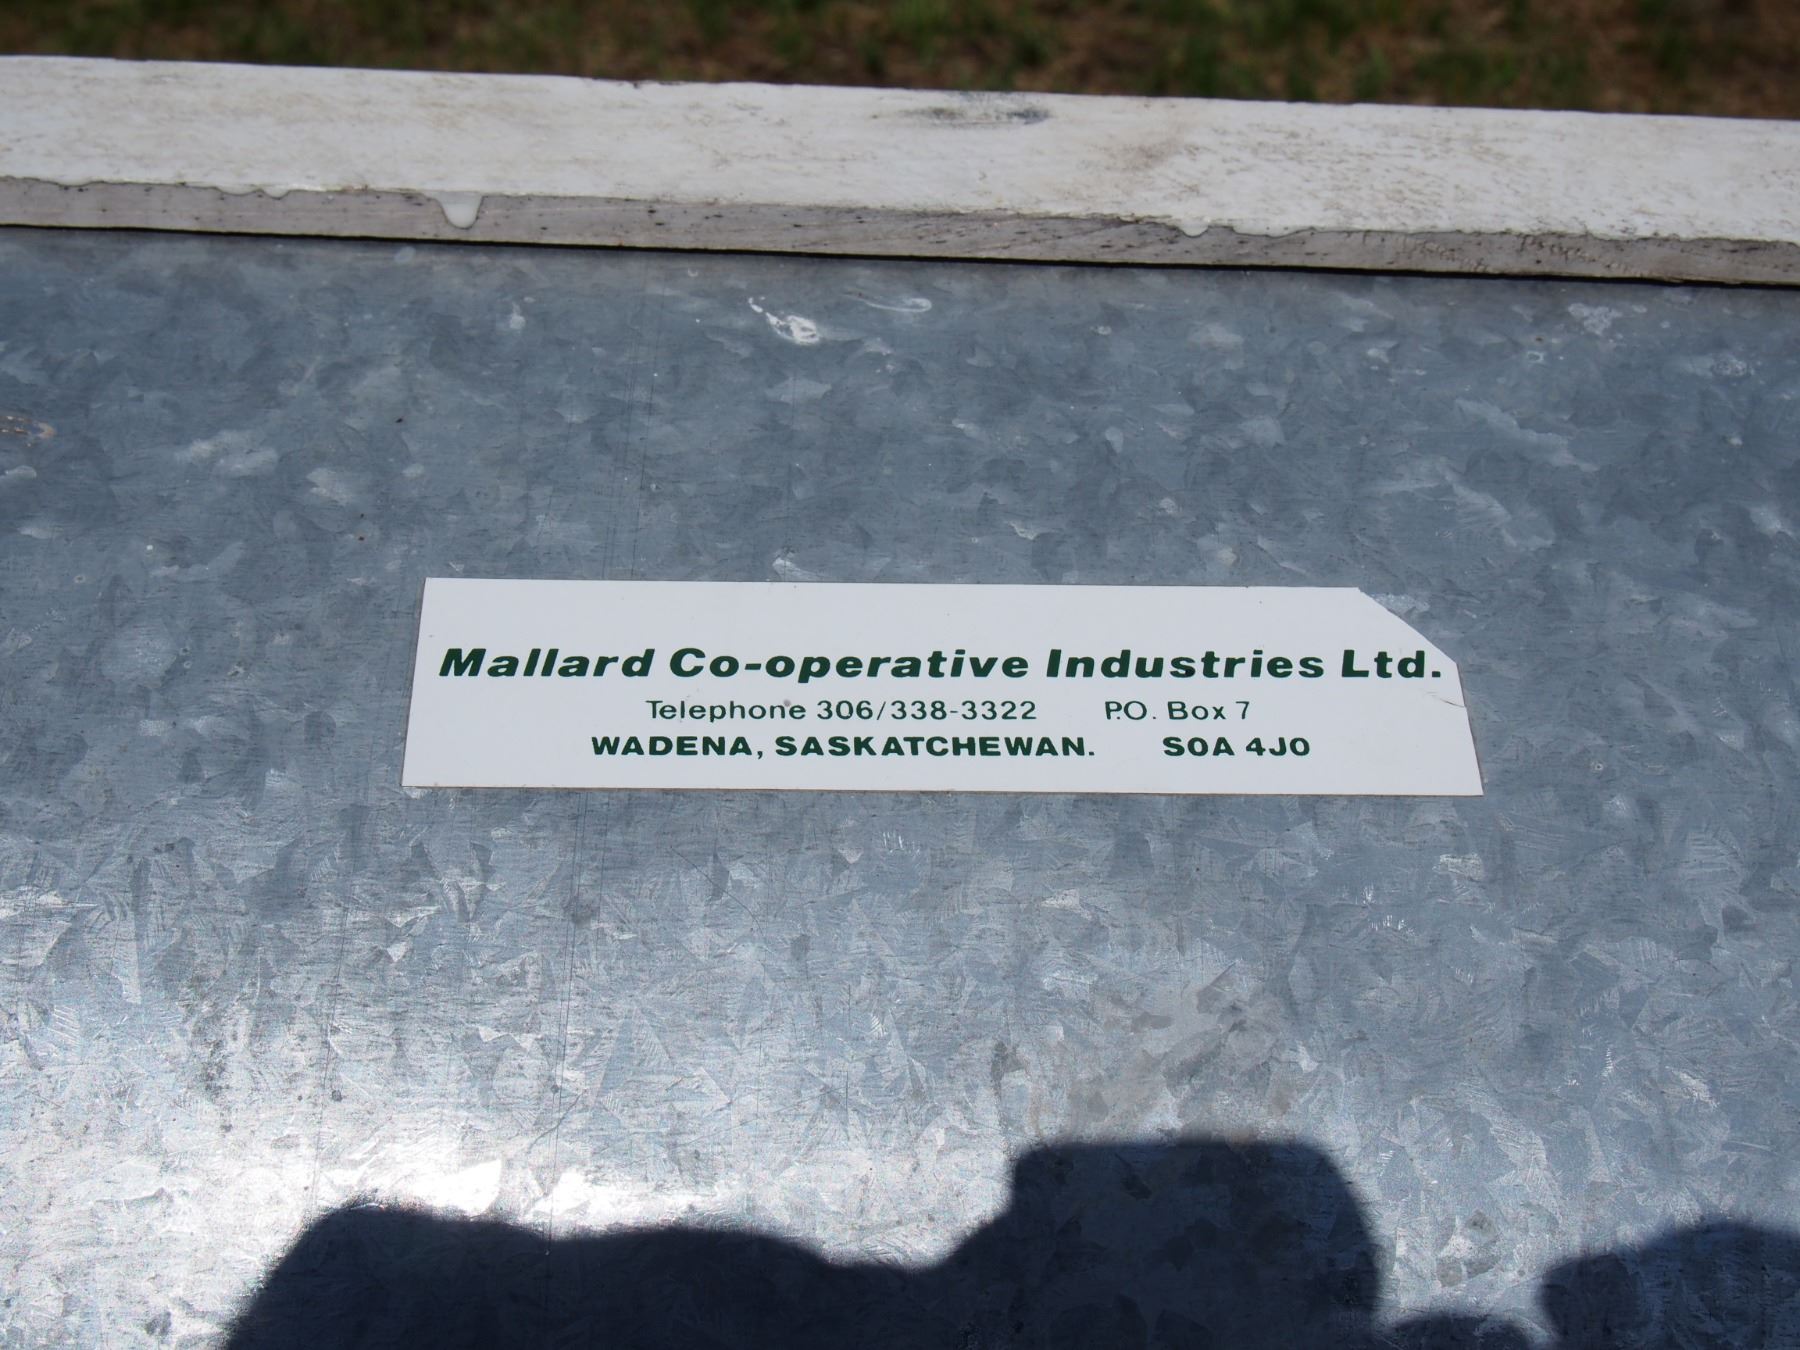 Mallard Co-operative Industries Ltd.
Telephone 306/338-3322 P.O. Box 7
WADENA, SASKATCHEWAN. S0A 4J0